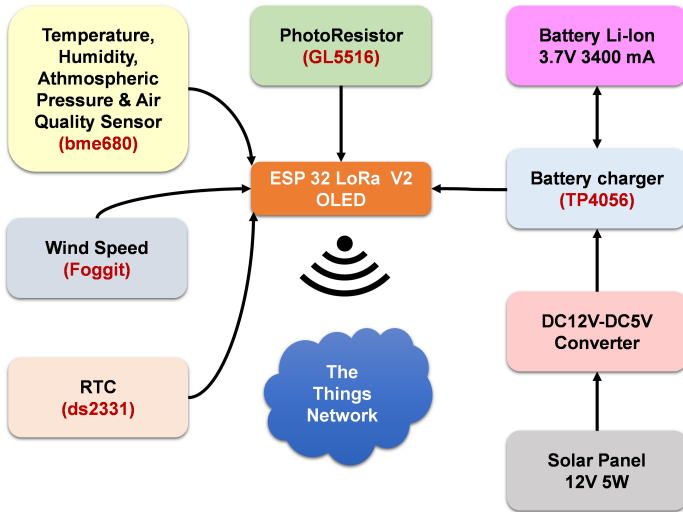 Temperature,
Humidity,
Athmospheric
Pressure & Air
Quality Sensor
(bme680)
PhotoResistor
(GL5516)
Battery Li-Ion
3.7V 3400 mA
ESP 32 LoRa V2
OLED
Battery charger
(TP4056)
Wind Speed
(Foggit)
DC12V-DC5V
Converter
RTC
(ds2331)
The
Things
Network
Solar Panel
12V 5W